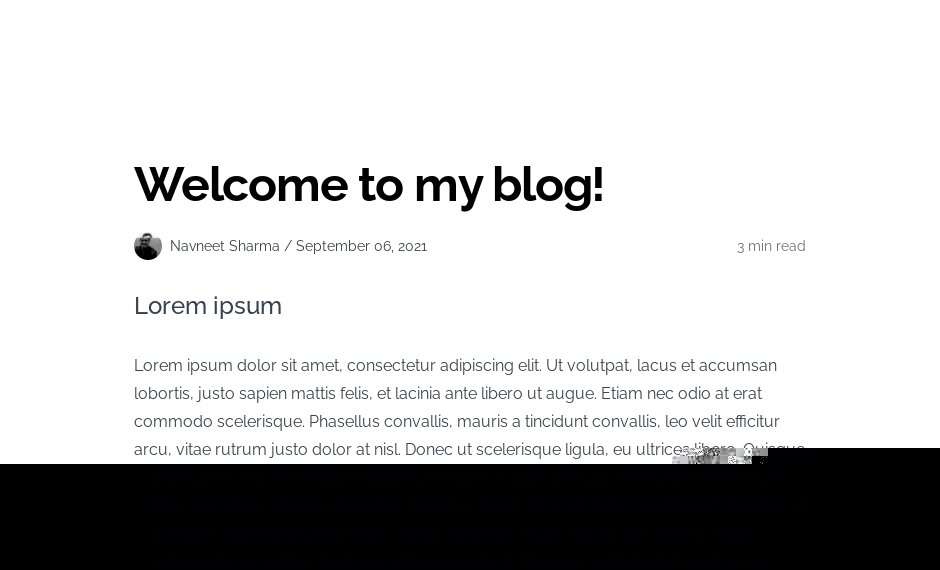 Welcome to my blog!
Navneet Sharma / September 06, 2021
3 min read
Lorem ipsum
Lorem ipsum dolor sit amet, consectetur adipiscing elit. Ut volutpat, lacus et accumsan
lobortis, justo sapien mattis felis, et lacinia ante libero ut augue. Etiam nec odio at erat
commodo scelerisque. Phasellus convallis, mauris a tincidunt convallis, leo velit efficitur
arcu, vitae rutrum justo dolor at nisl. Donec ut scelerisque ligula, eu ultrices libero. Quisque